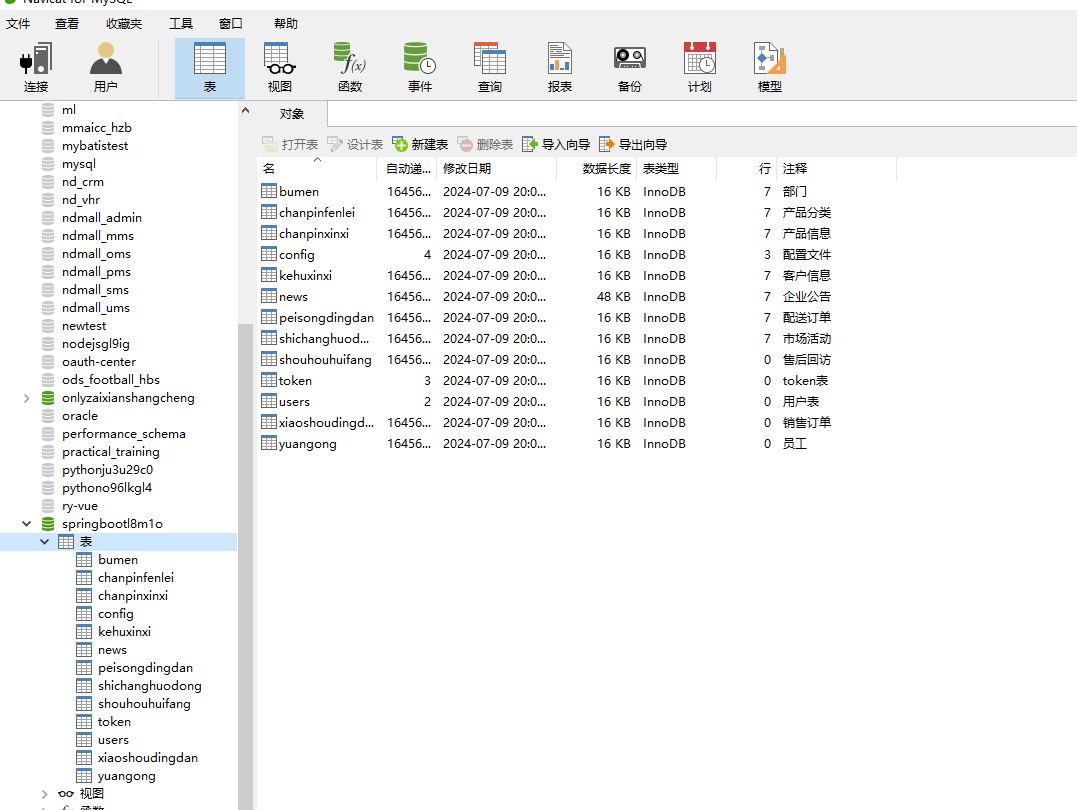 Navicat for MySQL
文件 查看 收藏夹 工具 窗口 帮助
连接 用户 表 视图 函数 事件 查询 报表 备份 计划 模型
对象
打开表 设计表 新建表 删除表 导入向导 导出向导
名 自动递... 修改日期 数据长度 表类型 行 注释
bumen 16456... 2024-07-09 20:0... 16 KB InnoDB 7 部门
chanpinfenlei 16456... 2024-07-09 20:0... 16 KB InnoDB 7 产品分类
chanpinxinxi 16456... 2024-07-09 20:0... 16 KB InnoDB 7 产品信息
config 4 2024-07-09 20:0... 16 KB InnoDB 3 配置文件
kehuxinxi 16456... 2024-07-09 20:0... 16 KB InnoDB 7 客户信息
news 16456... 2024-07-09 20:0... 48 KB InnoDB 7 企业公告
peisongdingdan 16456... 2024-07-09 20:0... 16 KB InnoDB 7 配送订单
shichanghuod... 16456... 2024-07-09 20:0... 16 KB InnoDB 7 市场活动
shouhouhuifang 16456... 2024-07-09 20:0... 16 KB InnoDB 0 售后回访
token 3 2024-07-09 20:0... 16 KB InnoDB 0 token表
users 2 2024-07-09 20:0... 16 KB InnoDB 0 用户表
xiaoshoudingd... 16456... 2024-07-09 20:0... 16 KB InnoDB 0 销售订单
yuangong 16456... 2024-07-09 20:0... 16 KB InnoDB 0 员工
ml
mmaicc_hzb
mybatistest
mysql
nd_crm
nd_vhr
ndmall_admin
ndmall_mms
ndmall_oms
ndmall_pms
ndmall_sms
ndmall_ums
newtest
nodejsgl9ig
oauth-center
ods_football_hbs
onlyzaixianshangcheng
oracle
performance_schema
practical_training
pythonju3u29c0
pythono96lkgl4
ry-vue
springbootl8m1o
表
bumen
chanpinfenlei
chanpinxinxi
config
kehuxinxi
news
peisongdingdan
shichanghuodong
shouhouhuifang
token
users
xiaoshoudingdan
yuangong
视图
函数